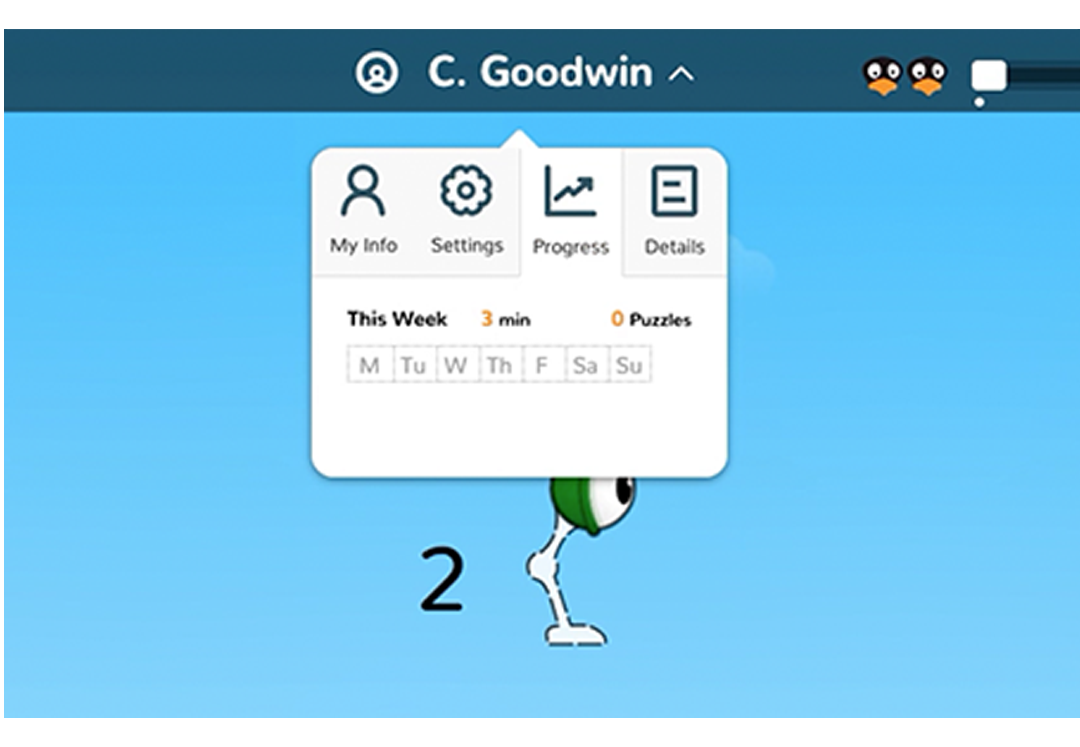 C. Goodwin
My Info Settings Progress Details
This Week 3 min 0 Puzzles
M Tu W Th F Sa Su
2